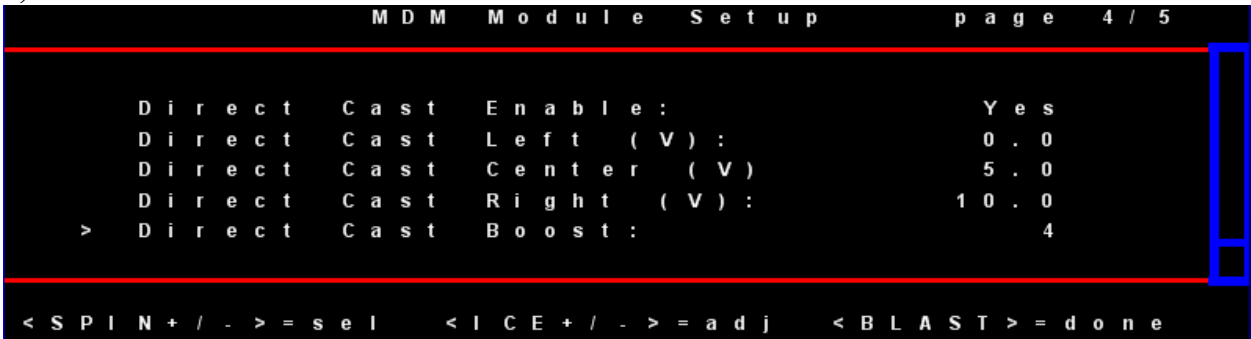 MDM Module Setup page 4/5
Direct Cast Enable: Yes
Direct Cast Left (V): 0.0
Direct Cast Center (V) 5.0
Direct Cast Right (V): 10.0
> Direct Cast Boost: 4
<SPIN+/->=sel <ICE+/->=adj <BLAST>=done